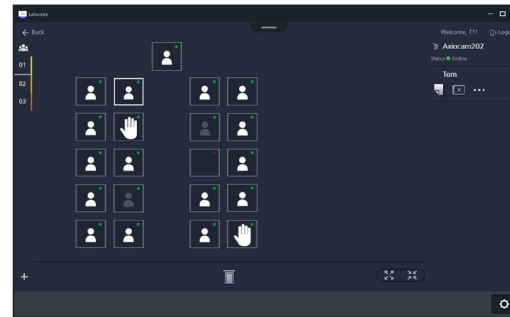 Labscope
Back
Welcome, T1!
Logo
Axiocam202
Status Online
Tom
01
02
03